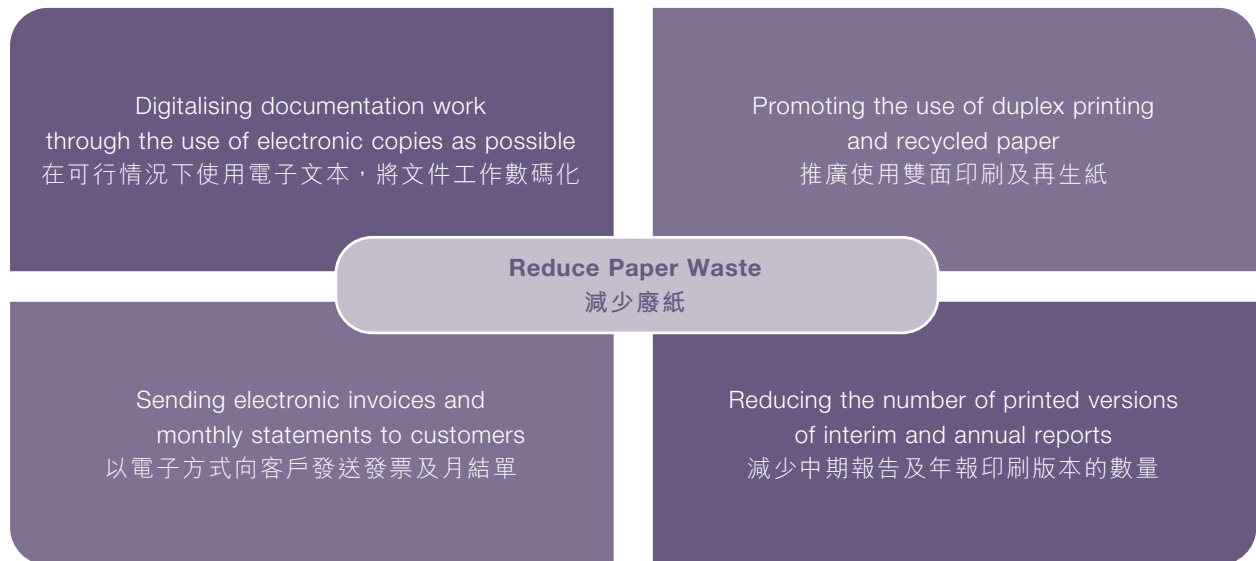 Digitalising documentation work
through the use of electronic copies as possible
在可行情況下使用電子文本，將文件工作數碼化
Promoting the use of duplex printing
and recycled paper
推廣使用雙面印刷及再生紙
Reduce Paper Waste
減少廢紙
Sending electronic invoices and
monthly statements to customers
以電子方式向客戶發送發票及月結單
Reducing the number of printed versions
of interim and annual reports
減少中期報告及年報印刷版本的數量